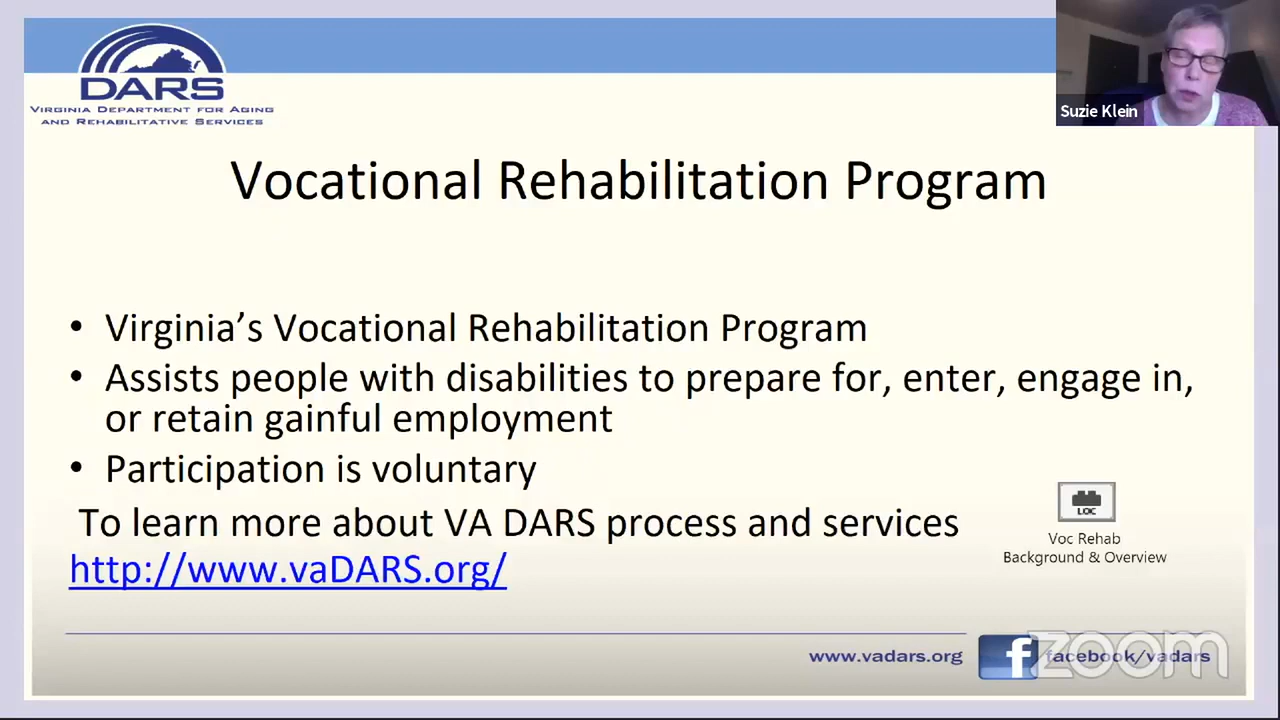 DARS
VIRGINIA DEPARTMENT FOR AGING
AND REHABILITATIVE SERVICES
Suzie Klein
Vocational Rehabilitation Program
• Virginia’s Vocational Rehabilitation Program
• Assists people with disabilities to prepare for, enter, engage in,
or retain gainful employment
• Participation is voluntary
To learn more about VA DARS process and services
http://www.vaDARS.org/
LOC
Voc Rehab
Background & Overview
www.vadars.org
f facebook/vadars
zoom